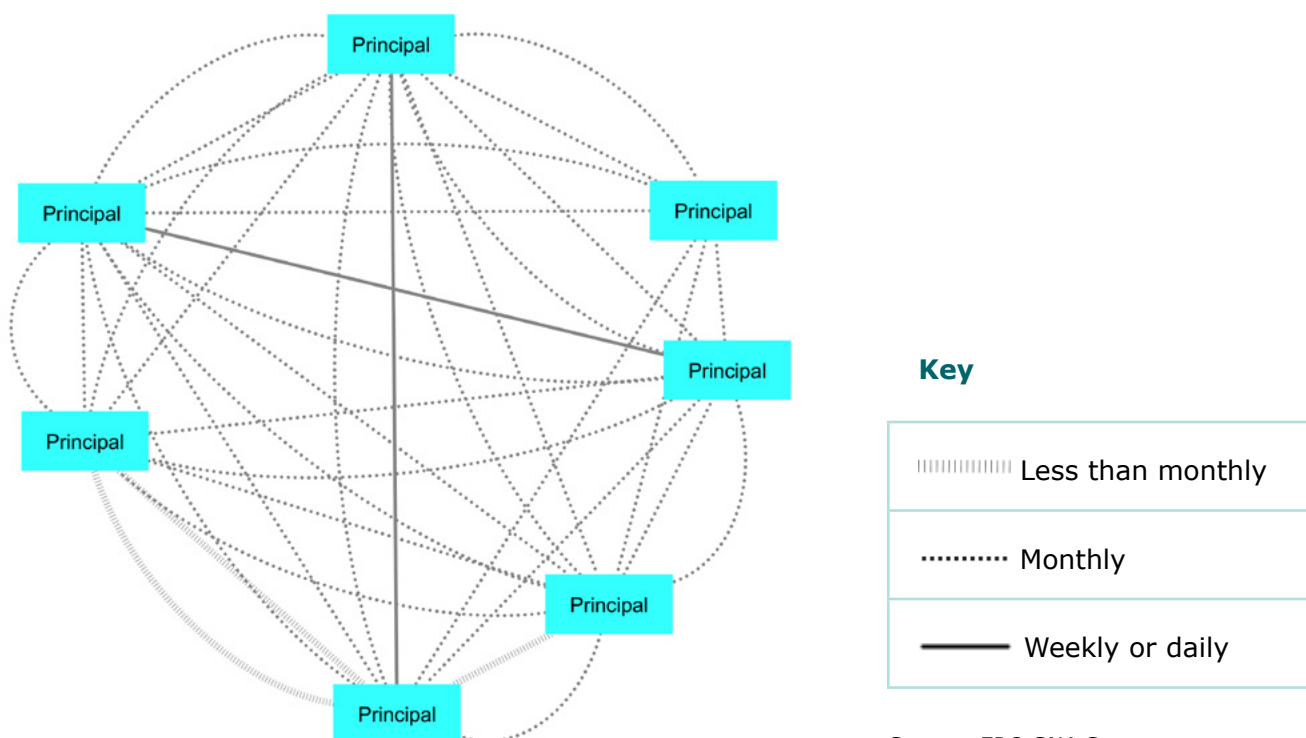 Principal
Principal
Principal
Principal
Key
Principal
Less than monthly
Monthly
Principal
Weekly or daily
Principal